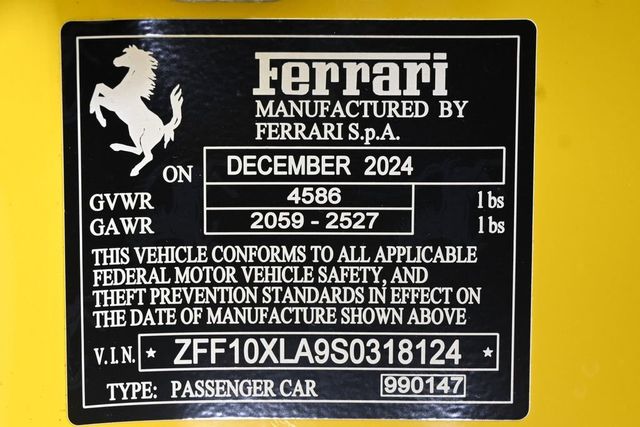 Ferrari
MANUFACTURED BY
FERRARI S.p.A.
ON DECEMBER 2024
GVWR 4586 lbs
GAWR 2059 - 2527 lbs
THIS VEHICLE CONFORMS TO ALL APPLICABLE
FEDERAL MOTOR VEHICLE SAFETY, AND
THEFT PREVENTION STANDARDS IN EFFECT ON
THE DATE OF MANUFACTURE SHOWN ABOVE
V.I.N. * ZFF10XLA9S0318124 *
TYPE: PASSENGER CAR 990147